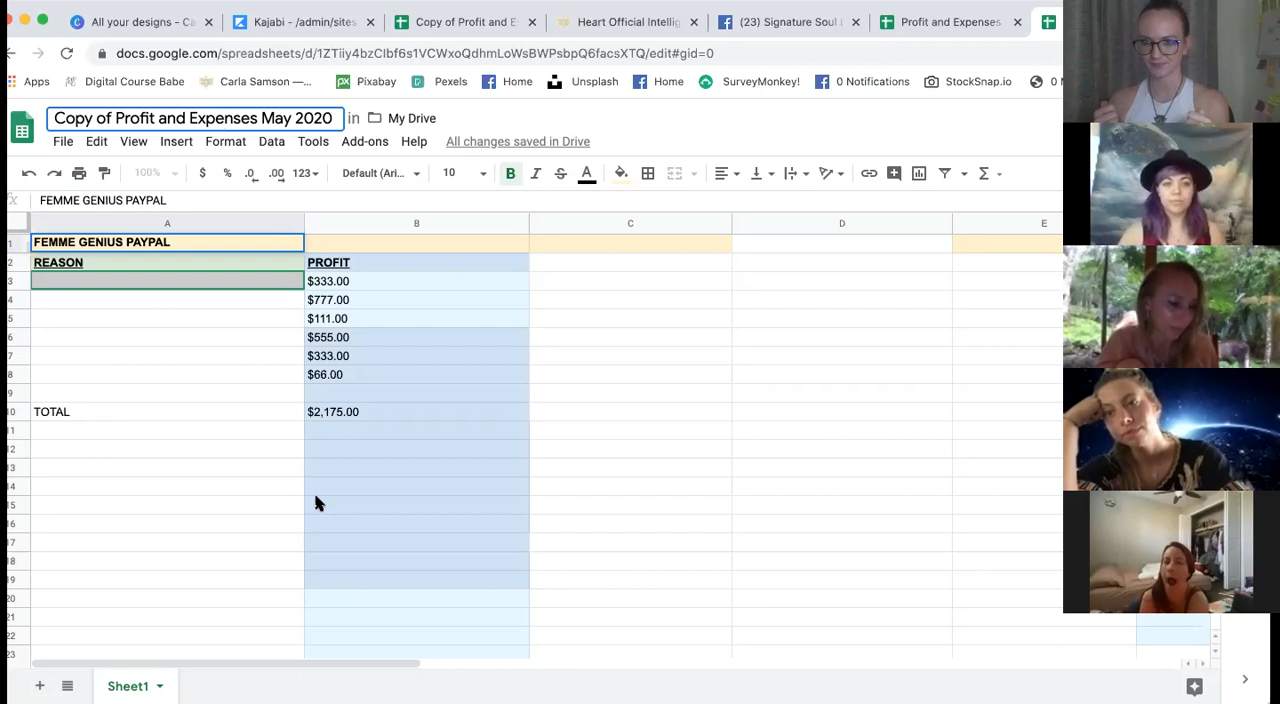 All your designs - Ca
Kajabi - /admin/sites
Copy of Profit and E
Heart Official Intellig
(23) Signature Soul
Profit and Expenses
docs.google.com/spreadsheets/d/
/edit#gid=0
Apps
Digital Course Babe
Carla Samson —...
Pixabay
Pexels
Home
Unsplash
Home
SurveyMonkey!
0 Notifications
StockSnap.io
Copy of Profit and Expenses May 2020 in My Drive
File Edit View Insert Format Data Tools Add-ons Help All changes saved in Drive
100% $ % .0 .00 123 Default (Ari... 10 B I S A
fx FEMME GENIUS PAYPAL
A B C D E
1 FEMME GENIUS PAYPAL
2 REASON PROFIT
3 $333.00
4 $777.00
5 $111.00
6 $555.00
7 $333.00
8 $66.00
9
10 TOTAL $2,175.00
11
12
13
14
15
16
17
18
19
20
21
22
23
Sheet1